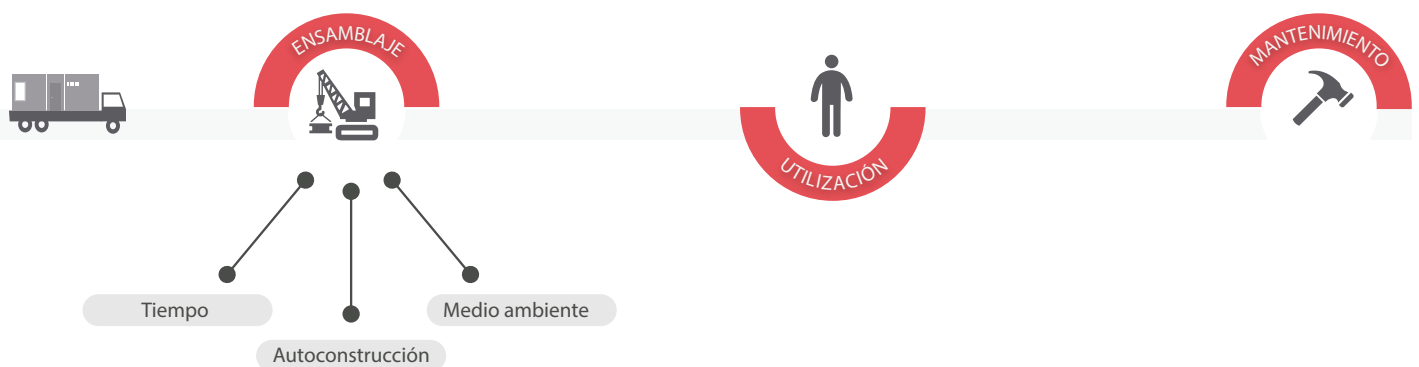 ENSAMBLAJE
UTILIZACIÓN
MANTENIMIENTO
Tiempo
Medio ambiente
Autoconstrucción